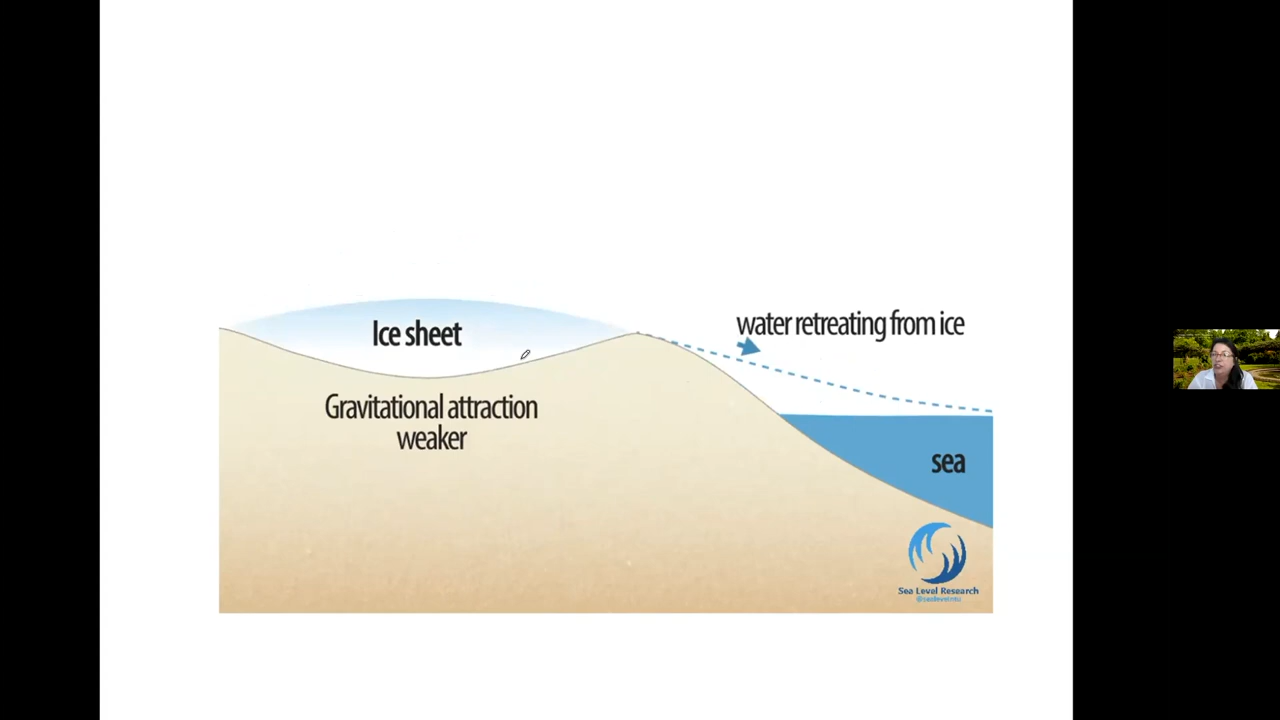 water retreating from ice
Ice sheet
Gravitational attraction
weaker
sea
Sea Level Research